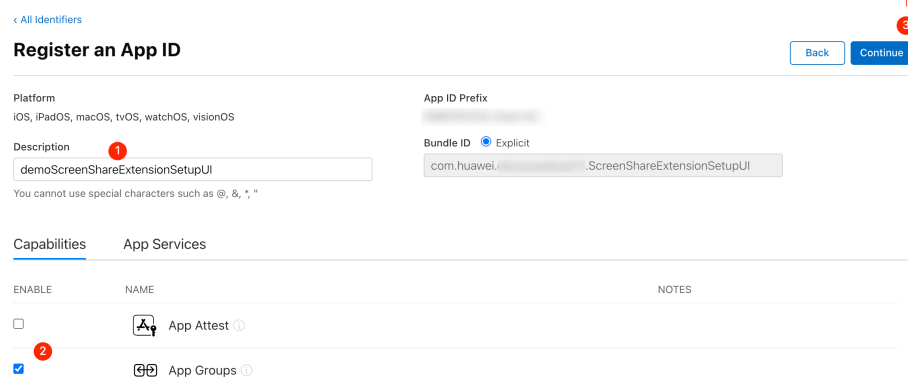 ‹ All Identifiers
Register an App ID
3
Back
Continue
Platform
App ID Prefix
iOS, iPadOS, macOS, tvOS, watchOS, visionOS
Description
1
Bundle ID
Explicit
demoScreenShareExtensionSetupUI
com.huawei. .ScreenShareExtensionSetupUI
You cannot use special characters such as @, &, *, "
Capabilities
App Services
ENABLE
NAME
NOTES
App Attest
2
App Groups